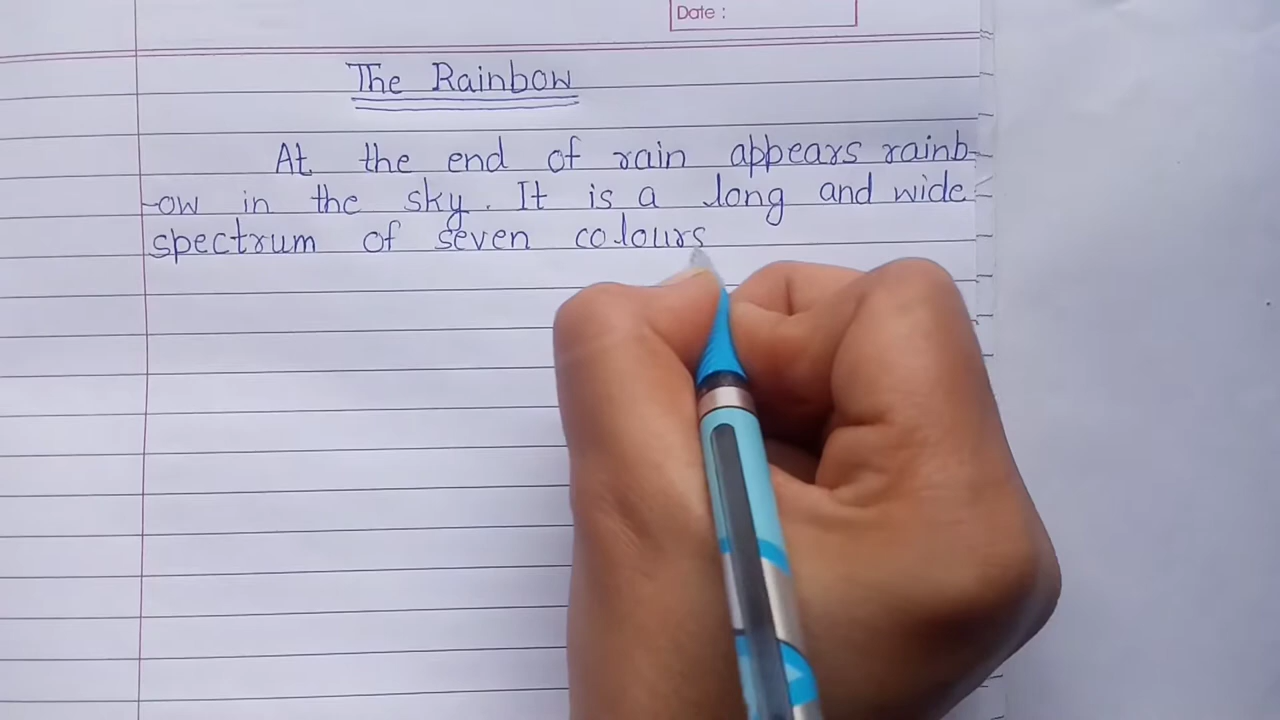 Date :
The Rainbow
At the end of rain appears rainb-
-ow in the sky. It is a long and wide
spectrum of seven colours